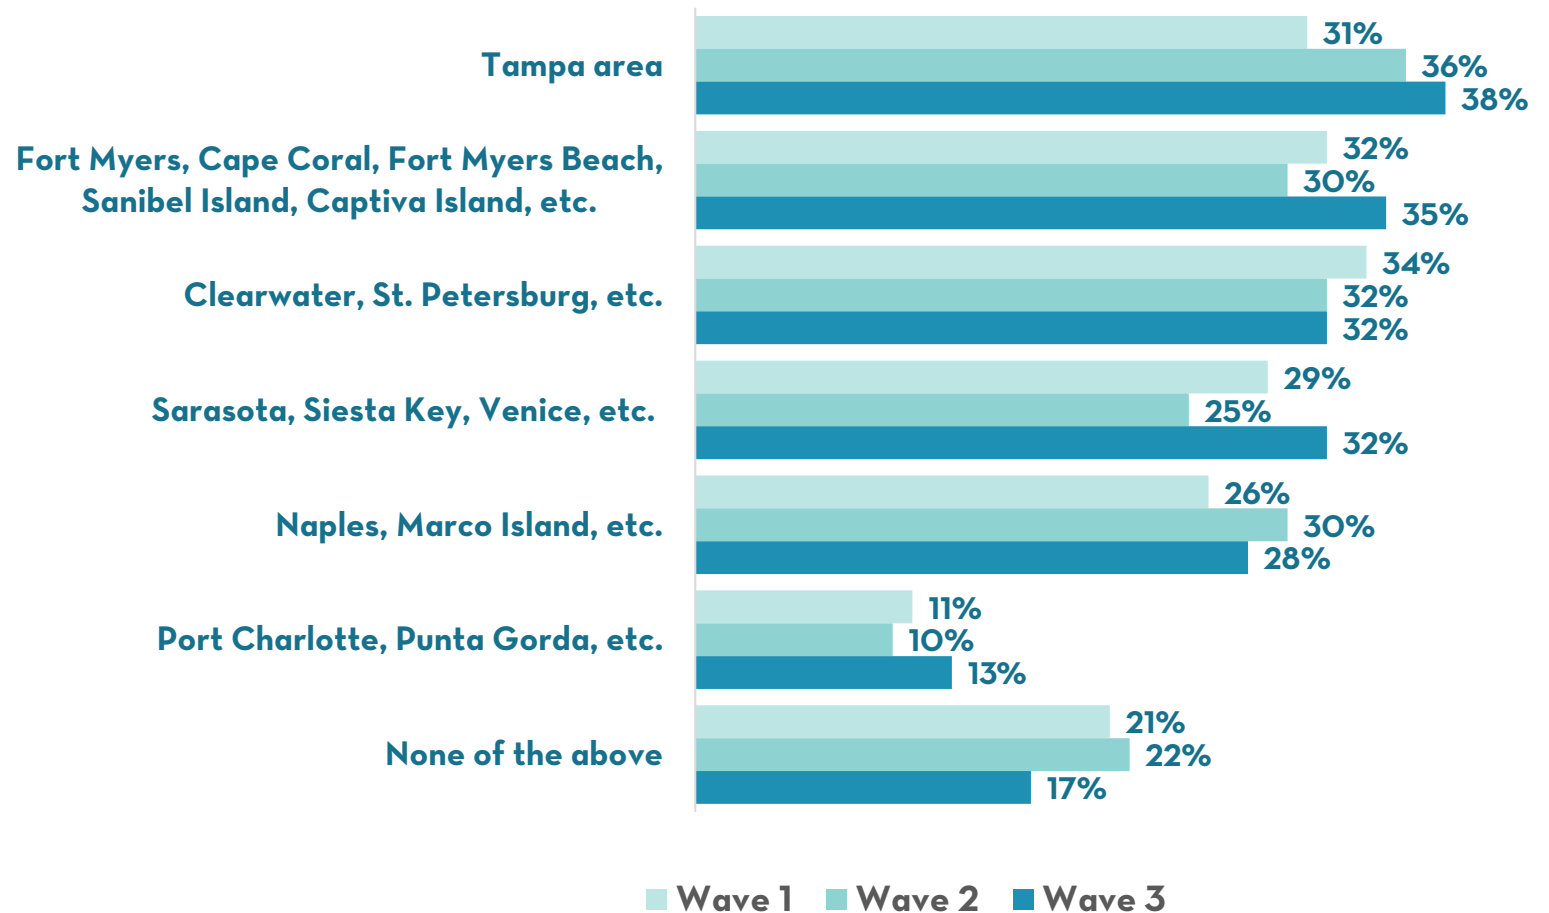 Tampa area
31%
36%
38%
Fort Myers, Cape Coral, Fort Myers Beach,
Sanibel Island, Captiva Island, etc.
32%
30%
35%
Clearwater, St. Petersburg, etc.
34%
32%
32%
Sarasota, Siesta Key, Venice, etc.
29%
25%
32%
Naples, Marco Island, etc.
26%
30%
28%
Port Charlotte, Punta Gorda, etc.
11%
10%
13%
None of the above
21%
22%
17%
Wave 1 Wave 2 Wave 3